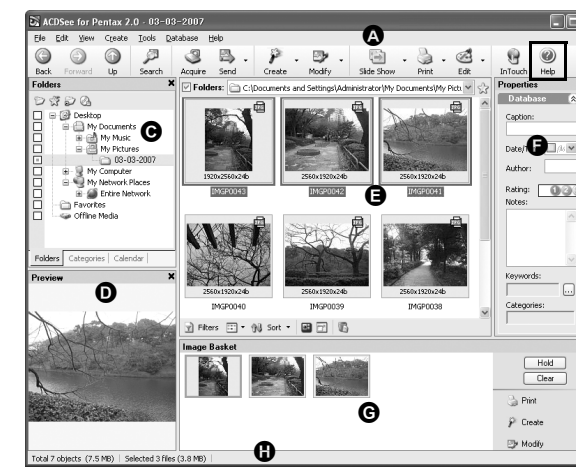 ACDSee for Pentax 2.0 - 03-03-2007
File Edit View Create Tools Database Help
A
Back Forward Up Search Acquire Send Create Modify Slide Show Print Edit InTouch Help
Folders
Folders: C:\Documents and Settings\Administrator\My Documents\My Pict
Properties
Database
Desktop
My Documents
C
My Music
My Pictures
03-03-2007
My Computer
My Network Places
Entire Network
Favorites
Offline Media
Folders Categories Calendar
1920x2560x24b 2560x1920x24b 2560x1920x24b
IMGP0043 IMGP0042 IMGP0041
E
2560x1920x24b 2560x1920x24b 2560x1920x24b
IMGP0040 IMGP0039 IMGP0038
Filters Sort
Caption:
F
Author:
Rating: 1 2
Notes:
Keywords:
...
Categories:
Preview
D
Image Basket
G
Hold
Clear
Print
Create
Modify
Total 7 objects (7.5 MB) Selected 3 files (3.8 MB)
H